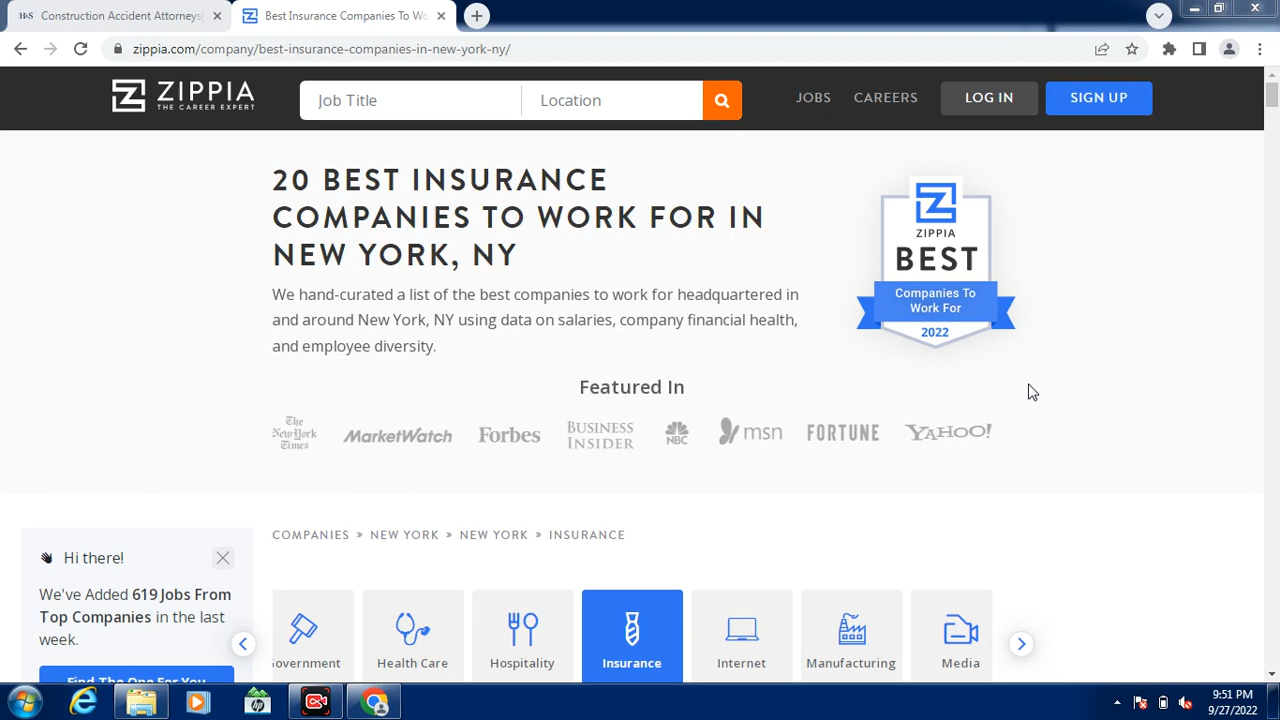 H&S Construction Accident Attorneys
Best Insurance Companies To Wo
zippia.com/company/best-insurance-companies-in-new-york-ny/
ZIPPIA
THE CAREER EXPERT
Job Title
Location
JOBS
CAREERS
LOG IN
SIGN UP
20 BEST INSURANCE
COMPANIES TO WORK FOR IN
NEW YORK, NY
We hand-curated a list of the best companies to work for headquartered in
and around New York, NY using data on salaries, company financial health,
and employee diversity.
ZIPPIA
BEST
Companies To
Work For
2022
Featured In
The
New York
Times
MarketWatch
Forbes
BUSINESS
INSIDER
NBC
msn
FORTUNE
YAHOO!
COMPANIES » NEW YORK » NEW YORK » INSURANCE
Hi there!
We've Added 619 Jobs From
Top Companies in the last
week.
Find The One For You
overnment
Health Care
Hospitality
Insurance
Internet
Manufacturing
Media
9:51 PM
9/27/2022